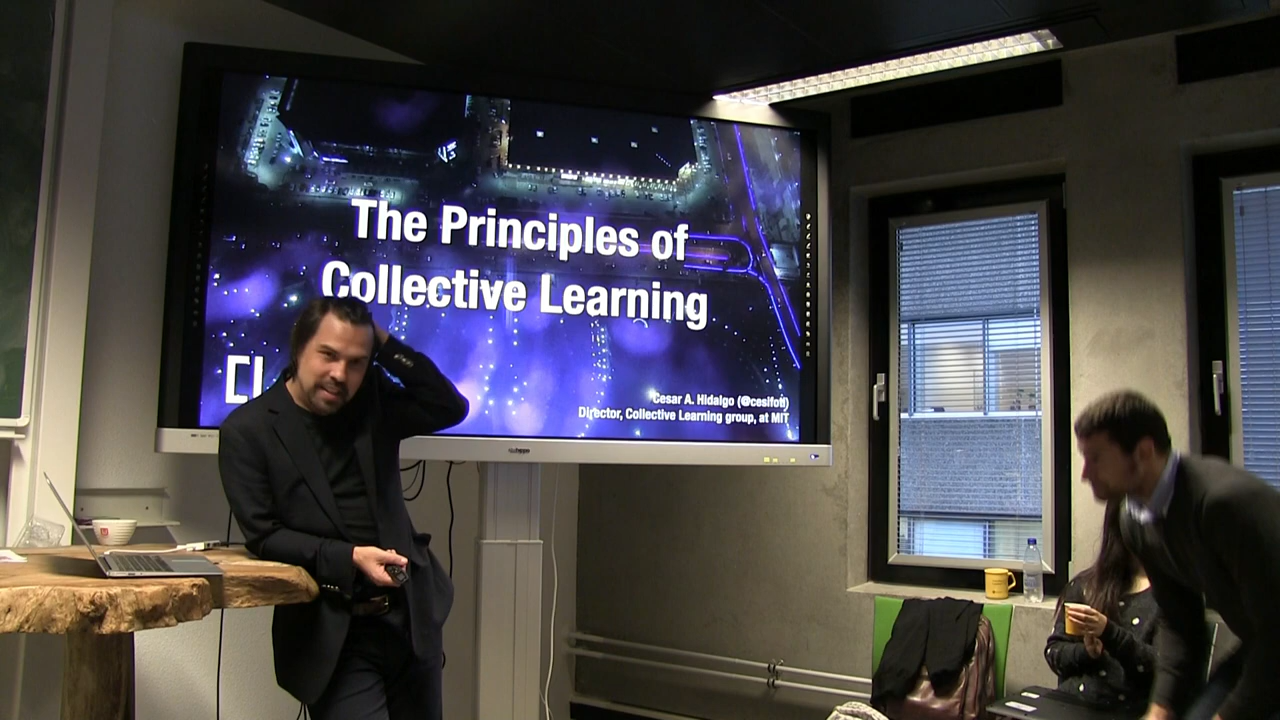 The Principles of
Collective Learning
Cesar A. Hidalgo (@cesifoti)
Director, Collective Learning group, at MIT